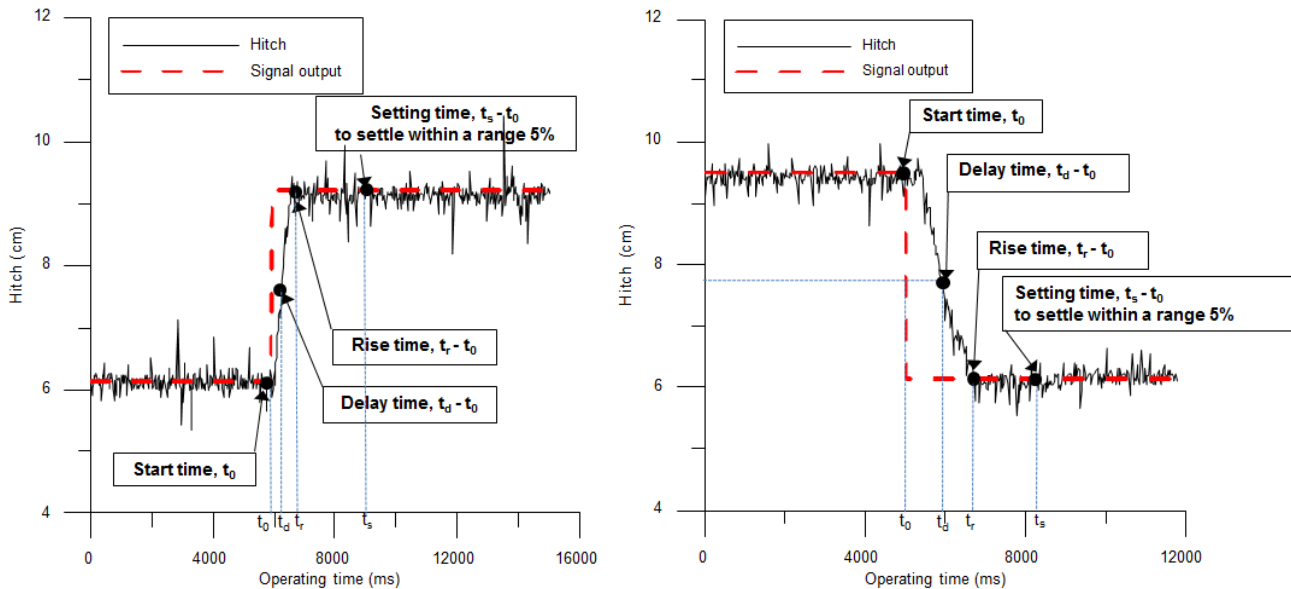 12
10
8
6
4
Hitch (cm)
Hitch
Signal output
Setting time, ts - t0
to settle within a range 5%
Rise time, tr - t0
Delay time, td - t0
Start time, t0
t0 td tr ts
0 4000 8000 12000 16000
Operating time (ms)
12
10
8
6
4
Hitch (cm)
Hitch
Signal output
Start time, t0
Delay time, td - t0
Rise time, tr - t0
Setting time, ts - t0
to settle within a range 5%
t0 td tr ts
0 4000 8000 12000
Operating time (ms)